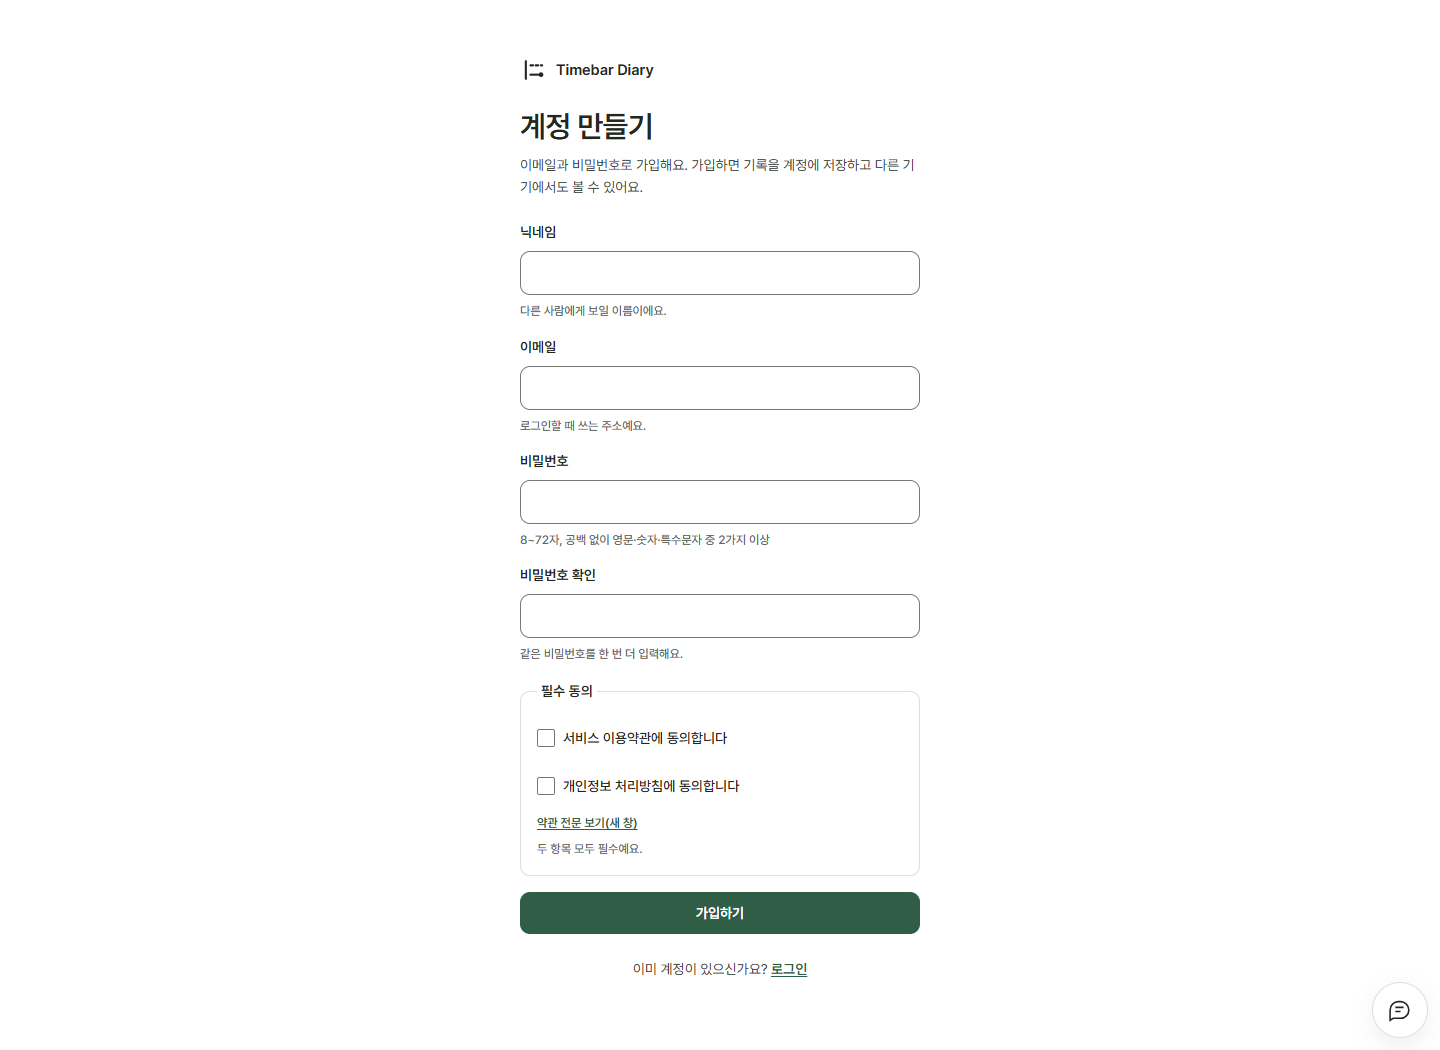 Timebar Diary
계정 만들기
이메일과 비밀번호로 가입해요. 가입하면 기록을 계정에 저장하고 다른 기
기에서도 볼 수 있어요.
닉네임
다른 사람에게 보일 이름이에요.
이메일
로그인할 때 쓰는 주소예요.
비밀번호
8~72자, 공백 없이 영문·숫자·특수문자 중 2가지 이상
비밀번호 확인
같은 비밀번호를 한 번 더 입력해요.
필수 동의
서비스 이용약관에 동의합니다
개인정보 처리방침에 동의합니다
약관 전문 보기(새 창)
두 항목 모두 필수예요.
가입하기
이미 계정이 있으신가요? 로그인